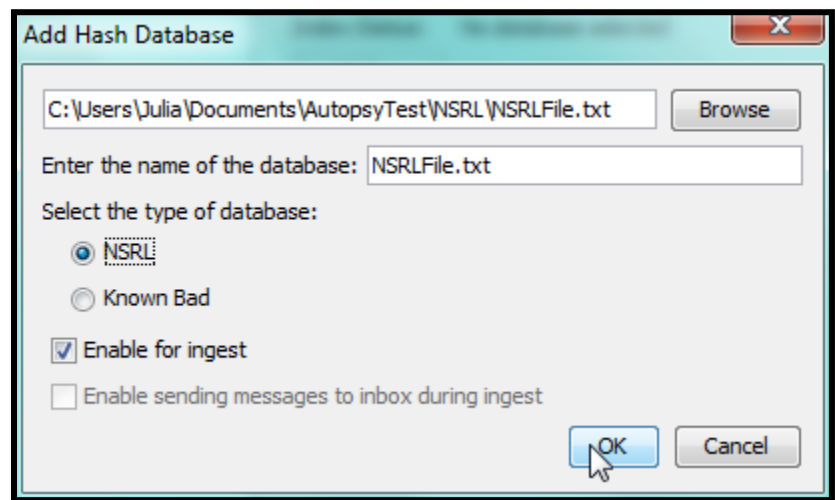 Add Hash Database
C:\Users\Julia\Documents\AutopsyTest\NSRL\NSRLFile.txt Browse
Enter the name of the database: NSRLFile.txt
Select the type of database:
NSRL
Known Bad
Enable for ingest
Enable sending messages to inbox during ingest
OK Cancel